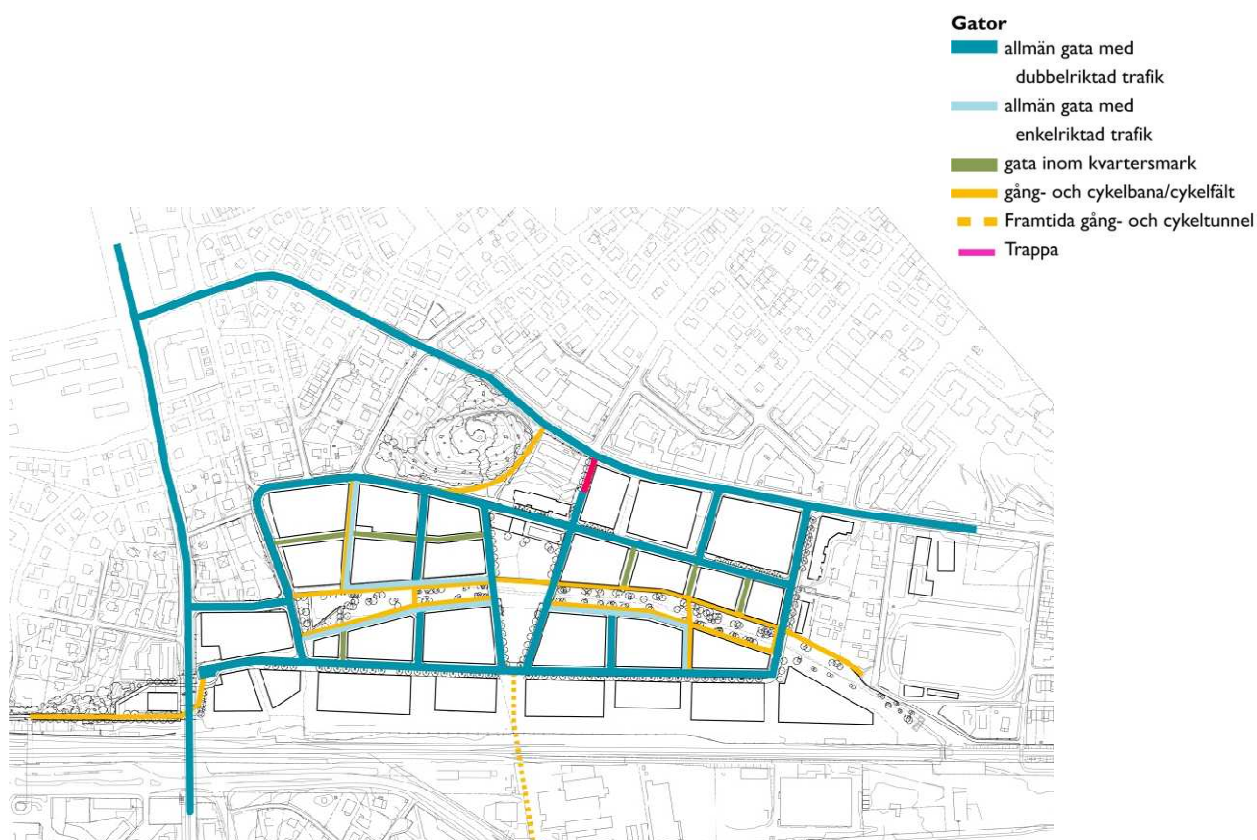 Gator
allmän gata med
dubbelriktad trafik
allmän gata med
enkelriktad trafik
gata inom kvartersmark
gång- och cykelbana/cykelfält
Framtida gång- och cykeltunnel
Trappa